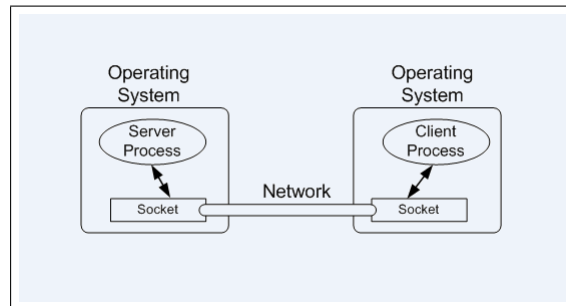 Operating
System
Server
Process
Socket
Network
Operating
System
Client
Process
Socket